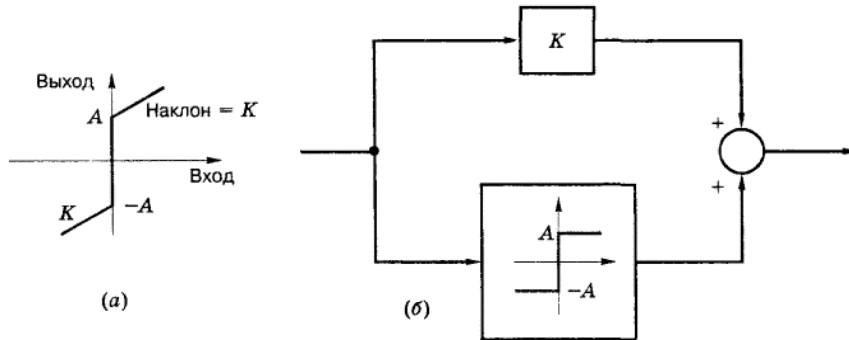 Выход
A
Наклон = K
Вход
K
−A
(а)
K
+
+
A
−A
(б)